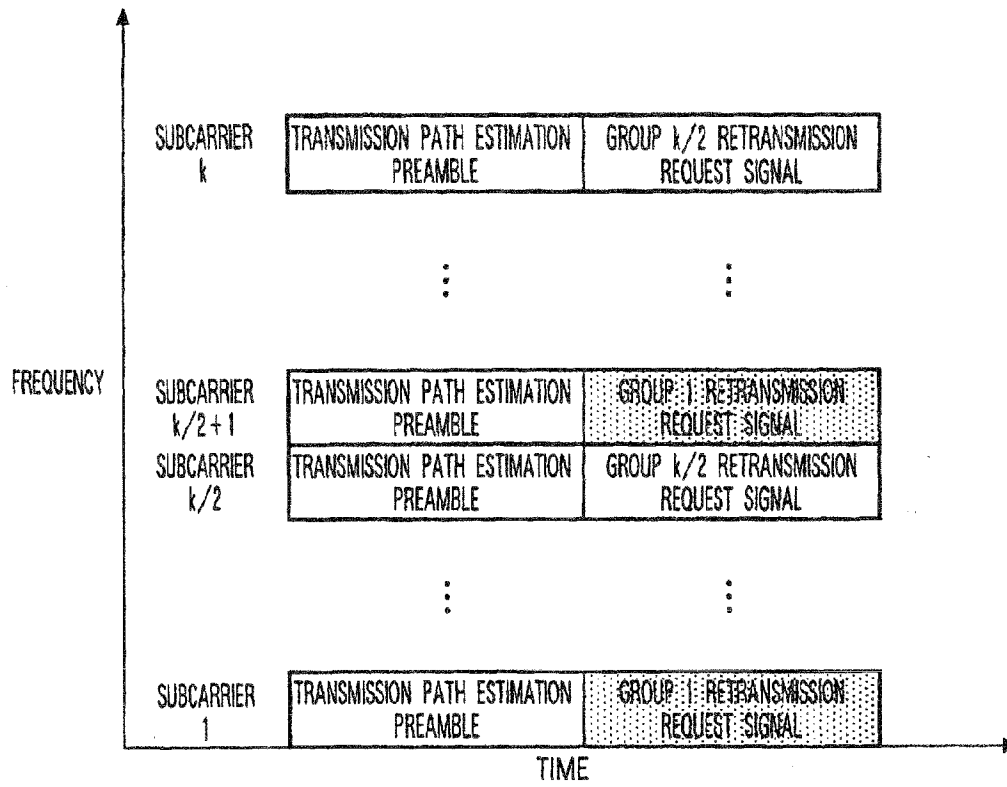 SUBCARRIER
k
TRANSMISSION PATH ESTIMATION
PREAMBLE
GROUP k/2 RETRANSMISSION
REQUEST SIGNAL
FREQUENCY
SUBCARRIER
k/2+1
TRANSMISSION PATH ESTIMATION
PREAMBLE
GROUP 1 RETRANSMISSION
REQUEST SIGNAL
SUBCARRIER
k/2
TRANSMISSION PATH ESTIMATION
PREAMBLE
GROUP k/2 RETRANSMISSION
REQUEST SIGNAL
SUBCARRIER
1
TRANSMISSION PATH ESTIMATION
PREAMBLE
GROUP 1 RETRANSMISSION
REQUEST SIGNAL
TIME